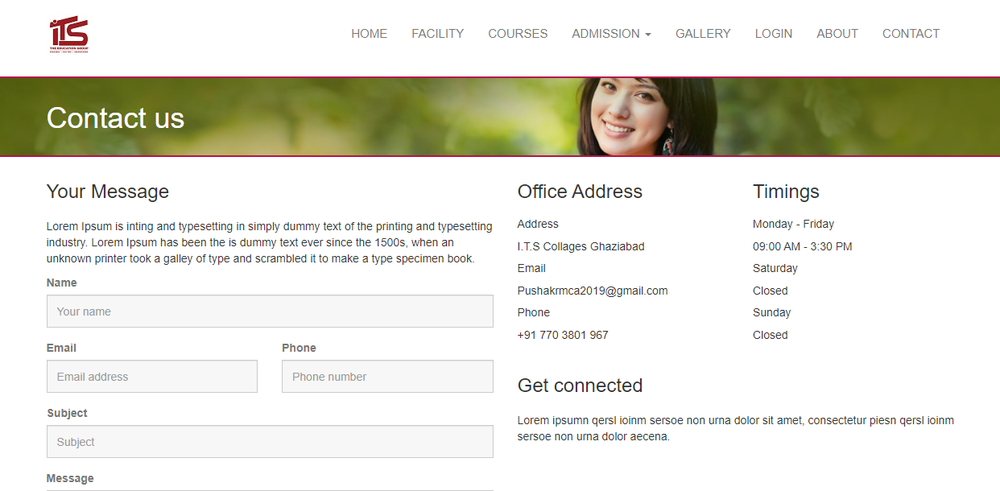 iTS
THE EDUCATION GROUP
HOME FACILITY COURSES ADMISSION GALLERY LOGIN ABOUT CONTACT
Contact us
Your Message
Lorem Ipsum is inting and typesetting in simply dummy text of the printing and typesetting
industry. Lorem Ipsum has been the is dummy text ever since the 1500s, when an
unknown printer took a galley of type and scrambled it to make a type specimen book.
Name
Your name
Email Phone
Email address Phone number
Subject
Subject
Message
Office Address
Address
I.T.S Collages Ghaziabad
Email
Pushakrmca2019@gmail.com
Phone
+91 770 3801 967
Timings
Monday - Friday
09:00 AM - 3:30 PM
Saturday
Closed
Sunday
Closed
Get connected
Lorem ipsumn qersl ioinm sersoe non urna dolor sit amet, consectetur piesn qersl ioinm
sersoe non urna dolor aecena.